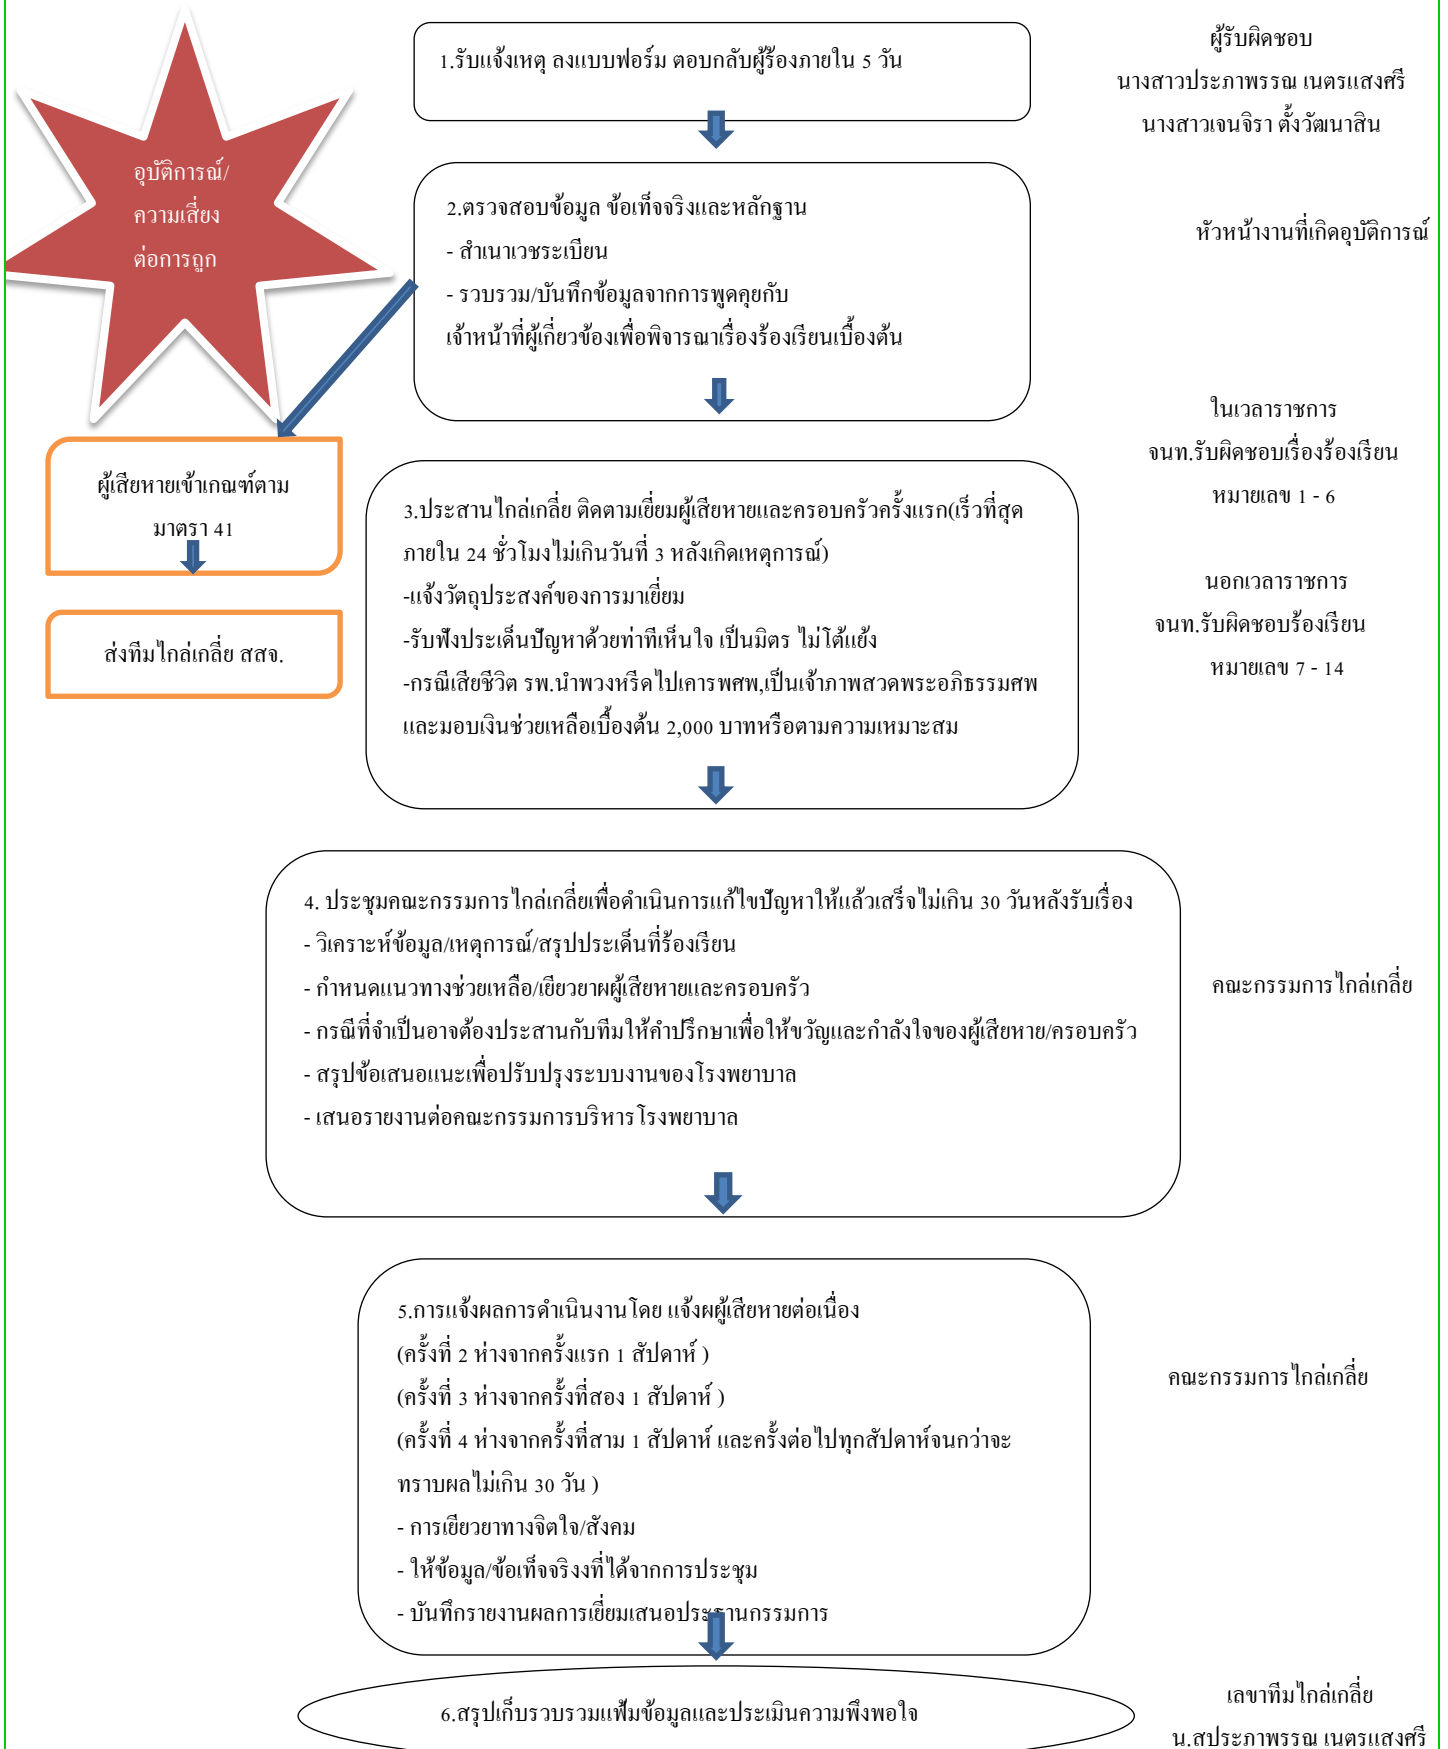 1.รับแจ้งเหตุ ลงแบบฟอร์ม ตอบกลับผู้ร้องภายใน 5 วัน
ผู้รับผิดชอบ
นางสาวประภาพรรณ เนตรแสงศรี
นางสาวเจนจิรา ตั้งวัฒนาสิน
อุบัติการณ์/
ความเสี่ยง
ต่อการถูก
2.ตรวจสอบข้อมูล ข้อเท็จจริงและหลักฐาน
- สำเนาเวชระเบียน
- รวบรวม/บันทึกข้อมูลจากการพูดคุยกับ
เจ้าหน้าที่ผู้เกี่ยวข้องเพื่อพิจารณาเรื่องร้องเรียนเบื้องต้น
หัวหน้างานที่เกิดอุบัติการณ์
ผู้เสียหายเข้าเกณฑ์ตาม
มาตรา 41
ส่งทีมไกล่เกลี่ย สสจ.
3.ประสานไกล่เกลี่ย ติดตามเยี่ยมผู้เสียหายและครอบครัวครั้งแรก(เร็วที่สุด
ภายใน 24 ชั่วโมงไม่เกินวันที่ 3 หลังเกิดเหตุการณ์)
-แจ้งวัตถุประสงค์ของการมาเยี่ยม
-รับฟังประเด็นปัญหาด้วยท่าทีเห็นใจ เป็นมิตร ไม่โต้แย้ง
-กรณีเสียชีวิต รพ.นำพวงหรีดไปเคารพศพ,เป็นเจ้าภาพสวดพระอภิธรรมศพ
และมอบเงินช่วยเหลือเบื้องต้น 2,000 บาทหรือตามความเหมาะสม
ในเวลาราชการ
จนท.รับผิดชอบเรื่องร้องเรียน
หมายเลข 1 - 6
นอกเวลาราชการ
จนท.รับผิดชอบร้องเรียน
หมายเลข 7 - 14
4. ประชุมคณะกรรมการไกล่เกลี่ยเพื่อดำเนินการแก้ไขปัญหาให้แล้วเสร็จไม่เกิน 30 วันหลังรับเรื่อง
- วิเคราะห์ข้อมูล/เหตุการณ์/สรุปประเด็นที่ร้องเรียน
- กำหนดแนวทางช่วยเหลือ/เยียวยาผผู้เสียหายและครอบครัว
- กรณีที่จำเป็นอาจต้องประสานกับทีมให้คำปรึกษาเพื่อให้ขวัญและกำลังใจของผู้เสียหาย/ครอบครัว
- สรุปข้อเสนอแนะเพื่อปรับปรุงระบบงานของโรงพยาบาล
- เสนอรายงานต่อคณะกรรมการบริหารโรงพยาบาล
คณะกรรมการไกล่เกลี่ย
5.การแจ้งผลการดำเนินงานโดย แจ้งผผู้เสียหายต่อเนื่อง
(ครั้งที่ 2 ห่างจากครั้งแรก 1 สัปดาห์ )
(ครั้งที่ 3 ห่างจากครั้งที่สอง 1 สัปดาห์ )
(ครั้งที่ 4 ห่างจากครั้งที่สาม 1 สัปดาห์ และครั้งต่อไปทุกสัปดาห์จนกว่าจะ
ทราบผลไม่เกิน 30 วัน )
- การเยียวยาทางจิตใจ/สังคม
- ให้ข้อมูล/ข้อเท็จจริงงที่ได้จากการประชุม
- บันทึกรายงานผลการเยี่ยมเสนอประธานกรรมการ
คณะกรรมการไกล่เกลี่ย
6.สรุปเก็บรวบรวมแฟ้มข้อมูลและประเมินความพึงพอใจ
เลขาทีมไกล่เกลี่ย
น.สประภาพรรณ เนตรแสงศรี